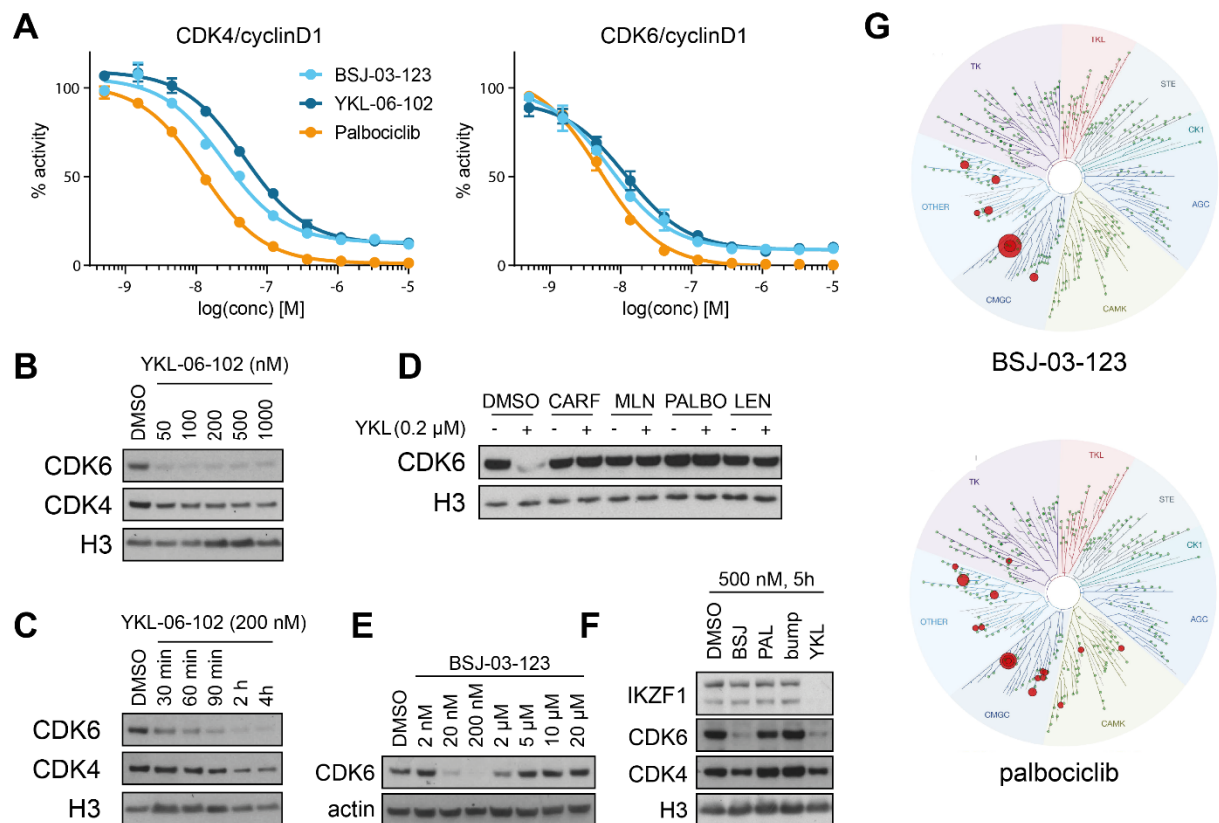 A
CDK4/cyclinD1
% activity
100
50
0
-9
-8
-7
-6
-5
log(conc) [M]
BSJ-03-123
YKL-06-102
Palbociclib
CDK6/cyclinD1
% activity
100
50
0
-9
-8
-7
-6
-5
log(conc) [M]
B
YKL-06-102 (nM)
DMSO
50
100
200
500
1000
CDK6
CDK4
H3
C
YKL-06-102 (200 nM)
DMSO
30 min
60 min
90 min
2 h
4h
CDK6
CDK4
H3
D
DMSO CARF MLN PALBO LEN
YKL (0.2 µM) - + - + - + - + - +
CDK6
H3
E
BSJ-03-123
DMSO
2 nM
20 nM
200 nM
2 µM
5 µM
10 µM
20 µM
CDK6
actin
F
500 nM, 5h
DMSO
BSJ
PAL
bump
YKL
IKZF1
CDK6
CDK4
H3
G
TKL
TK
STE
CK1
OTHER
AGC
CMGC
CAMK
BSJ-03-123
TKL
TK
STE
CK1
OTHER
AGC
CMGC
CAMK
palbociclib